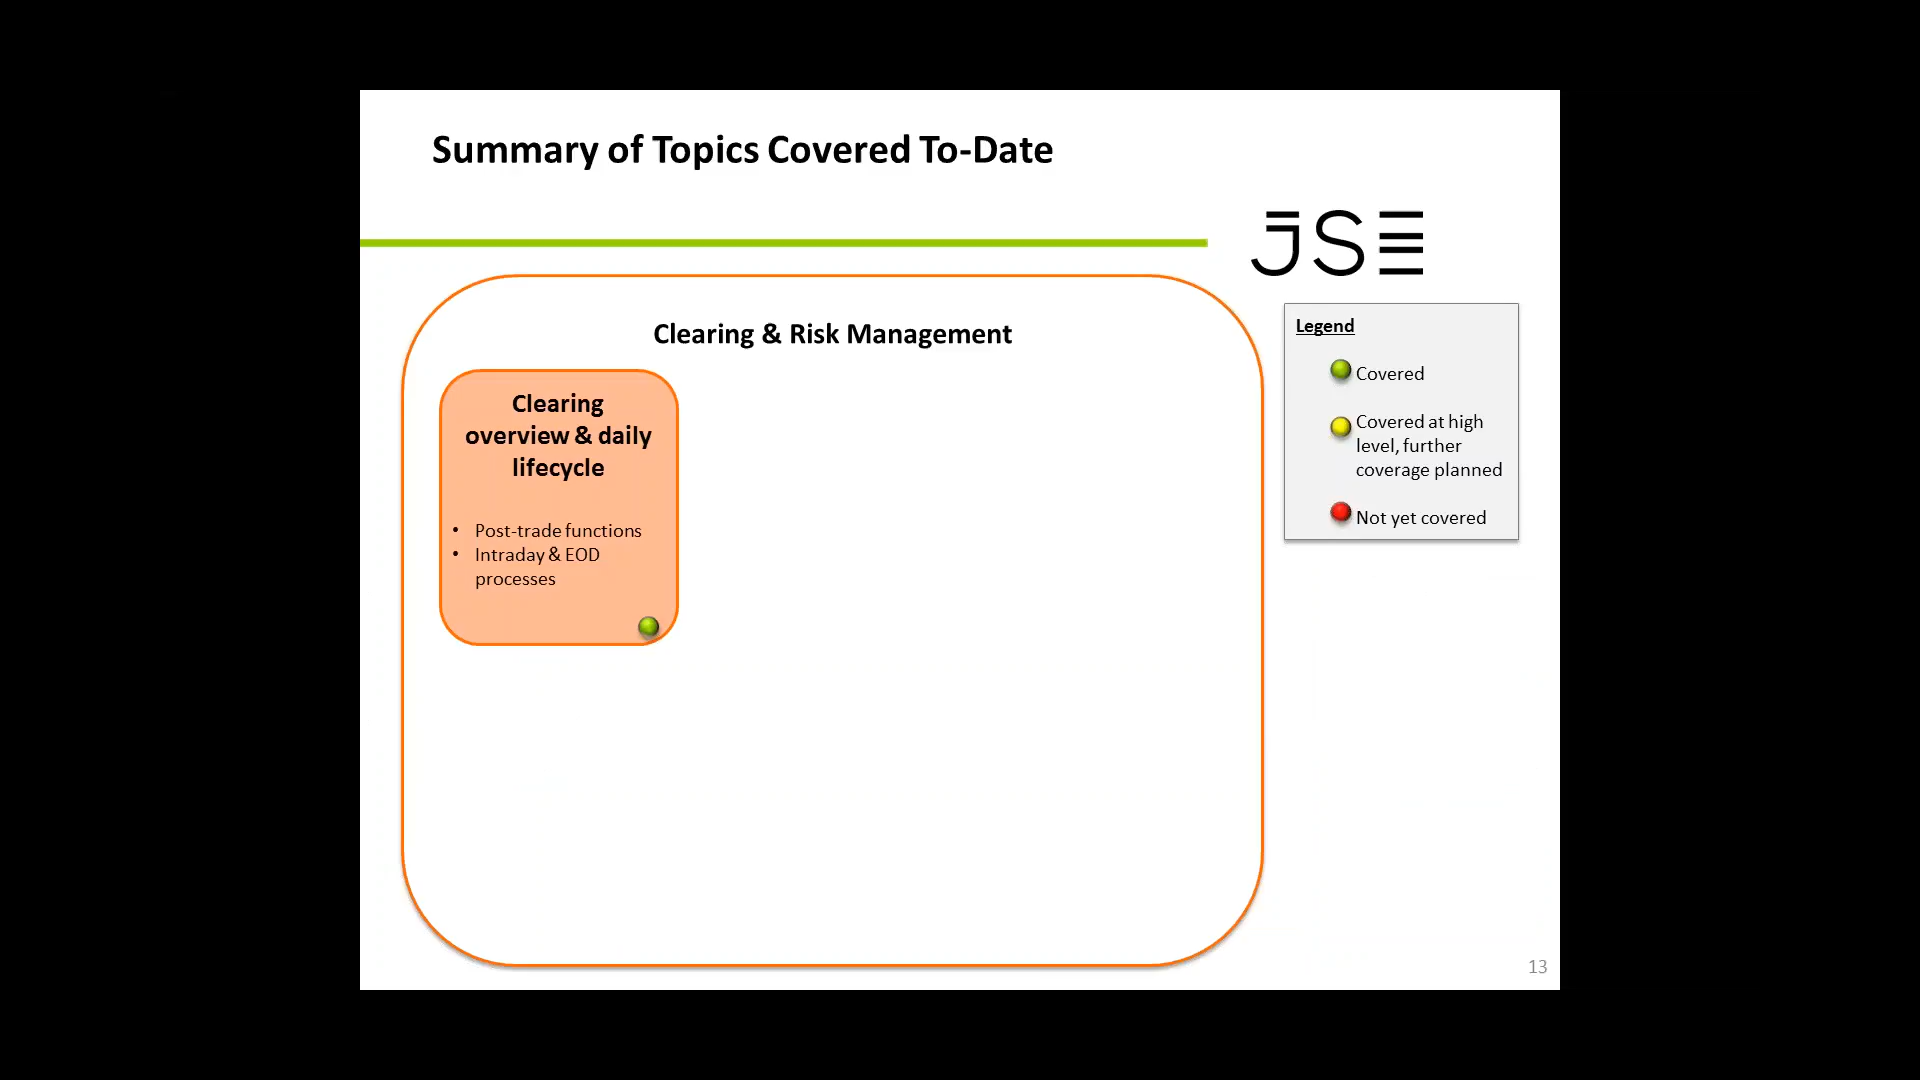 Summary of Topics Covered To-Date
JSE
Clearing & Risk Management
Clearing
overview & daily
lifecycle
• Post-trade functions
• Intraday & EOD
processes
Legend
Covered
Covered at high
level, further
coverage planned
Not yet covered
13